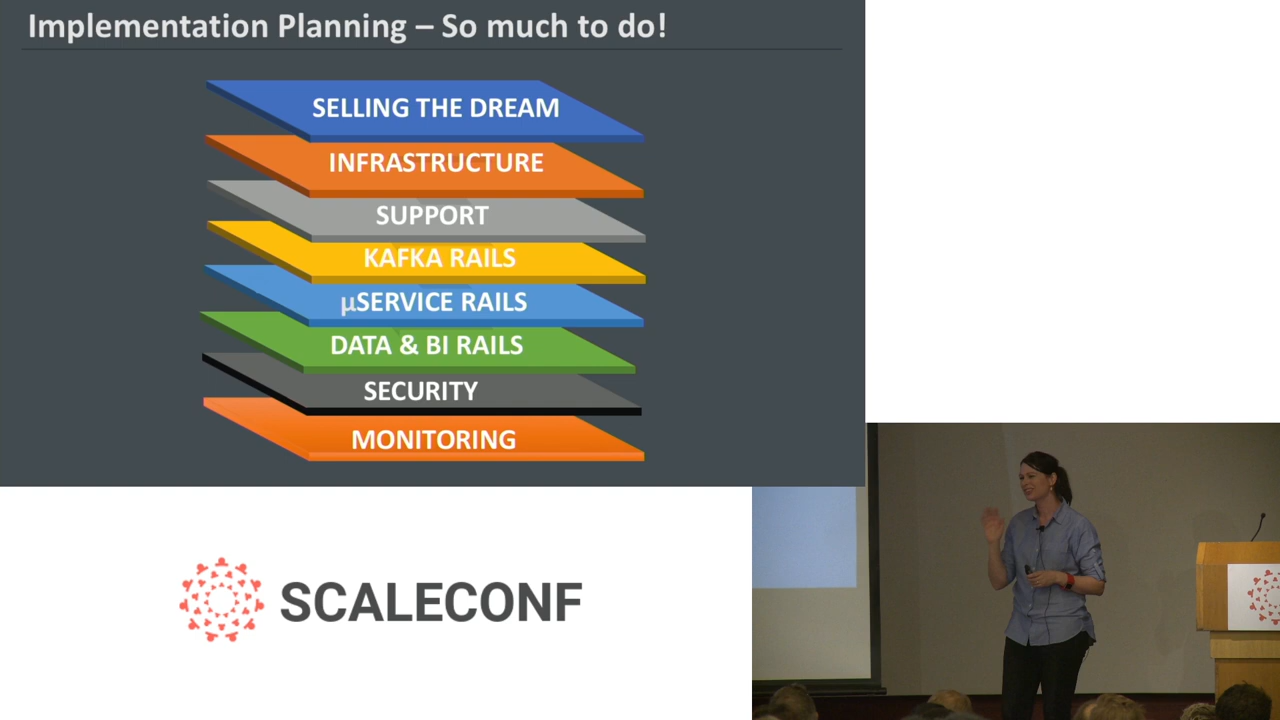 Implementation Planning – So much to do!
SELLING THE DREAM
INFRASTRUCTURE
SUPPORT
KAFKA RAILS
µSERVICE RAILS
DATA & BI RAILS
SECURITY
MONITORING
SCALECONF